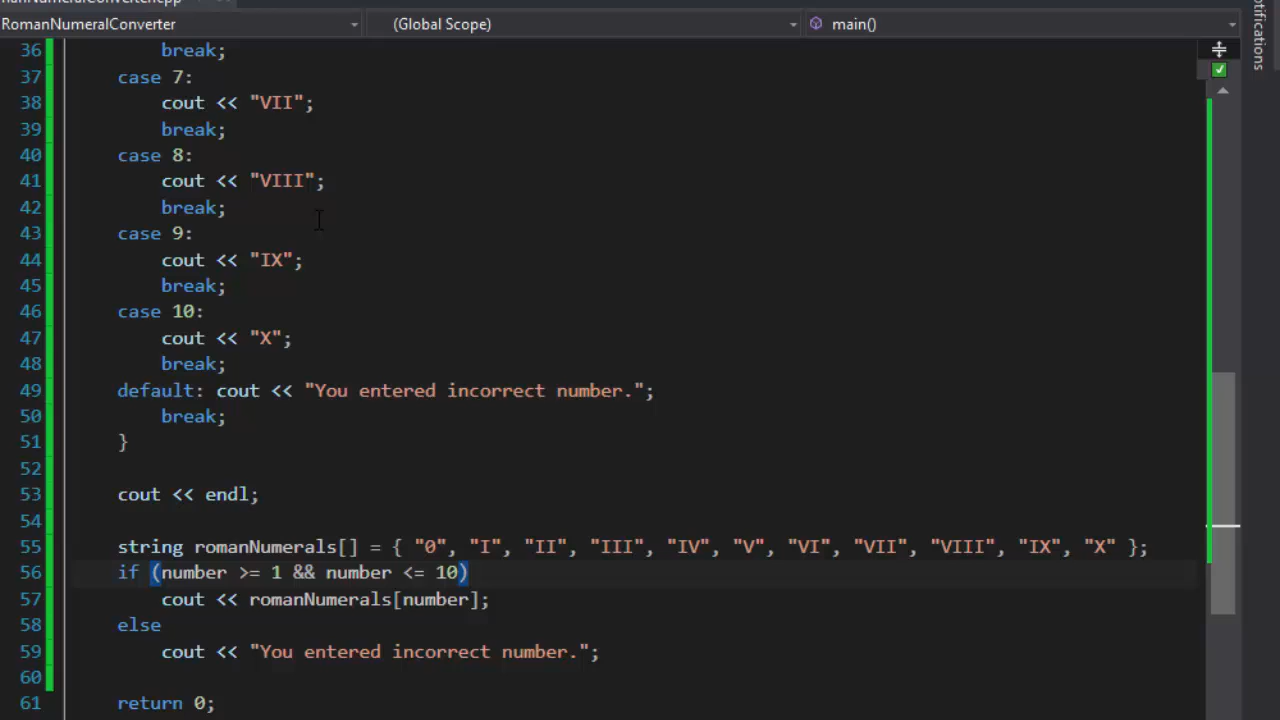 RomanNumeralConverter (Global Scope) main()
Notifications
36 break;
37 case 7:
38 cout << "VII";
39 break;
40 case 8:
41 cout << "VIII";
42 break;
43 case 9:
44 cout << "IX";
45 break;
46 case 10:
47 cout << "X";
48 break;
49 default: cout << "You entered incorrect number.";
50 break;
51 }
52
53 cout << endl;
54
55 string romanNumerals[] = { "0", "I", "II", "III", "IV", "V", "VI", "VII", "VIII", "IX", "X" };
56 if (number >= 1 && number <= 10)
57 cout << romanNumerals[number];
58 else
59 cout << "You entered incorrect number.";
60
61 return 0;